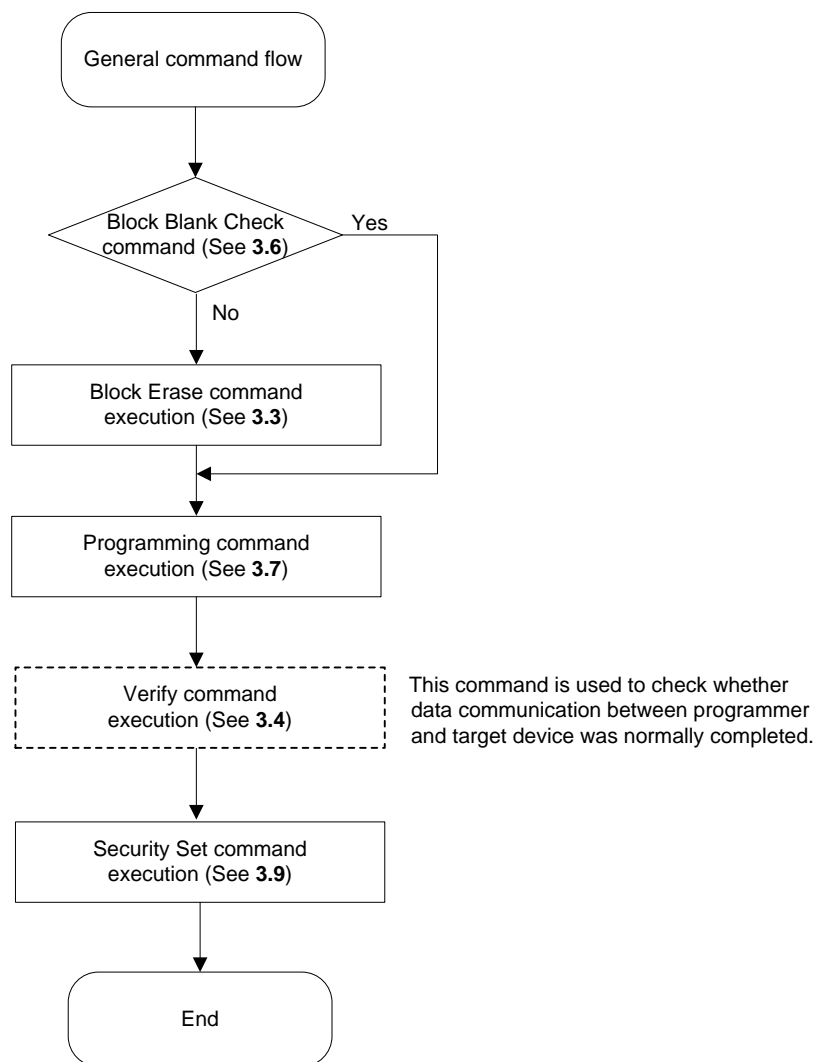 General command flow
Block Blank Check
command (See 3.6)
Yes
No
Block Erase command
execution (See 3.3)
Programming command
execution (See 3.7)
Verify command
execution (See 3.4)
This command is used to check whether
data communication between programmer
and target device was normally completed.
Security Set command
execution (See 3.9)
End